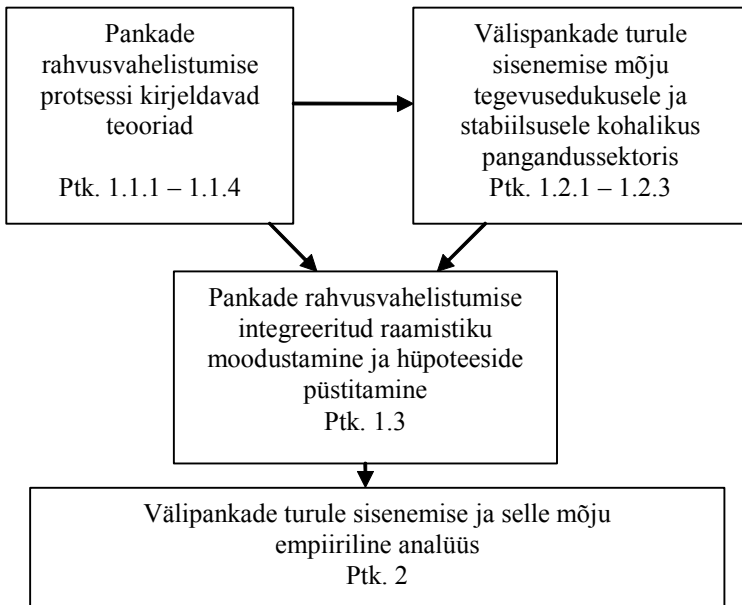 Pankade
rahvusvahelistumise
protsessi kirjeldavad
teooriad
Ptk. 1.1.1 – 1.1.4
Välispankade turule
sisenemise mõju
tegevusedukusele ja
stabiilsusele kohalikus
pangandussektoris
Ptk. 1.2.1 – 1.2.3
Pankade rahvusvahelistumise
integreeritud raamistiku
moodustamine ja hüpoteeside
püstitamine
Ptk. 1.3
Välipankade turule sisenemise ja selle mõju
empiiriline analüüs
Ptk. 2